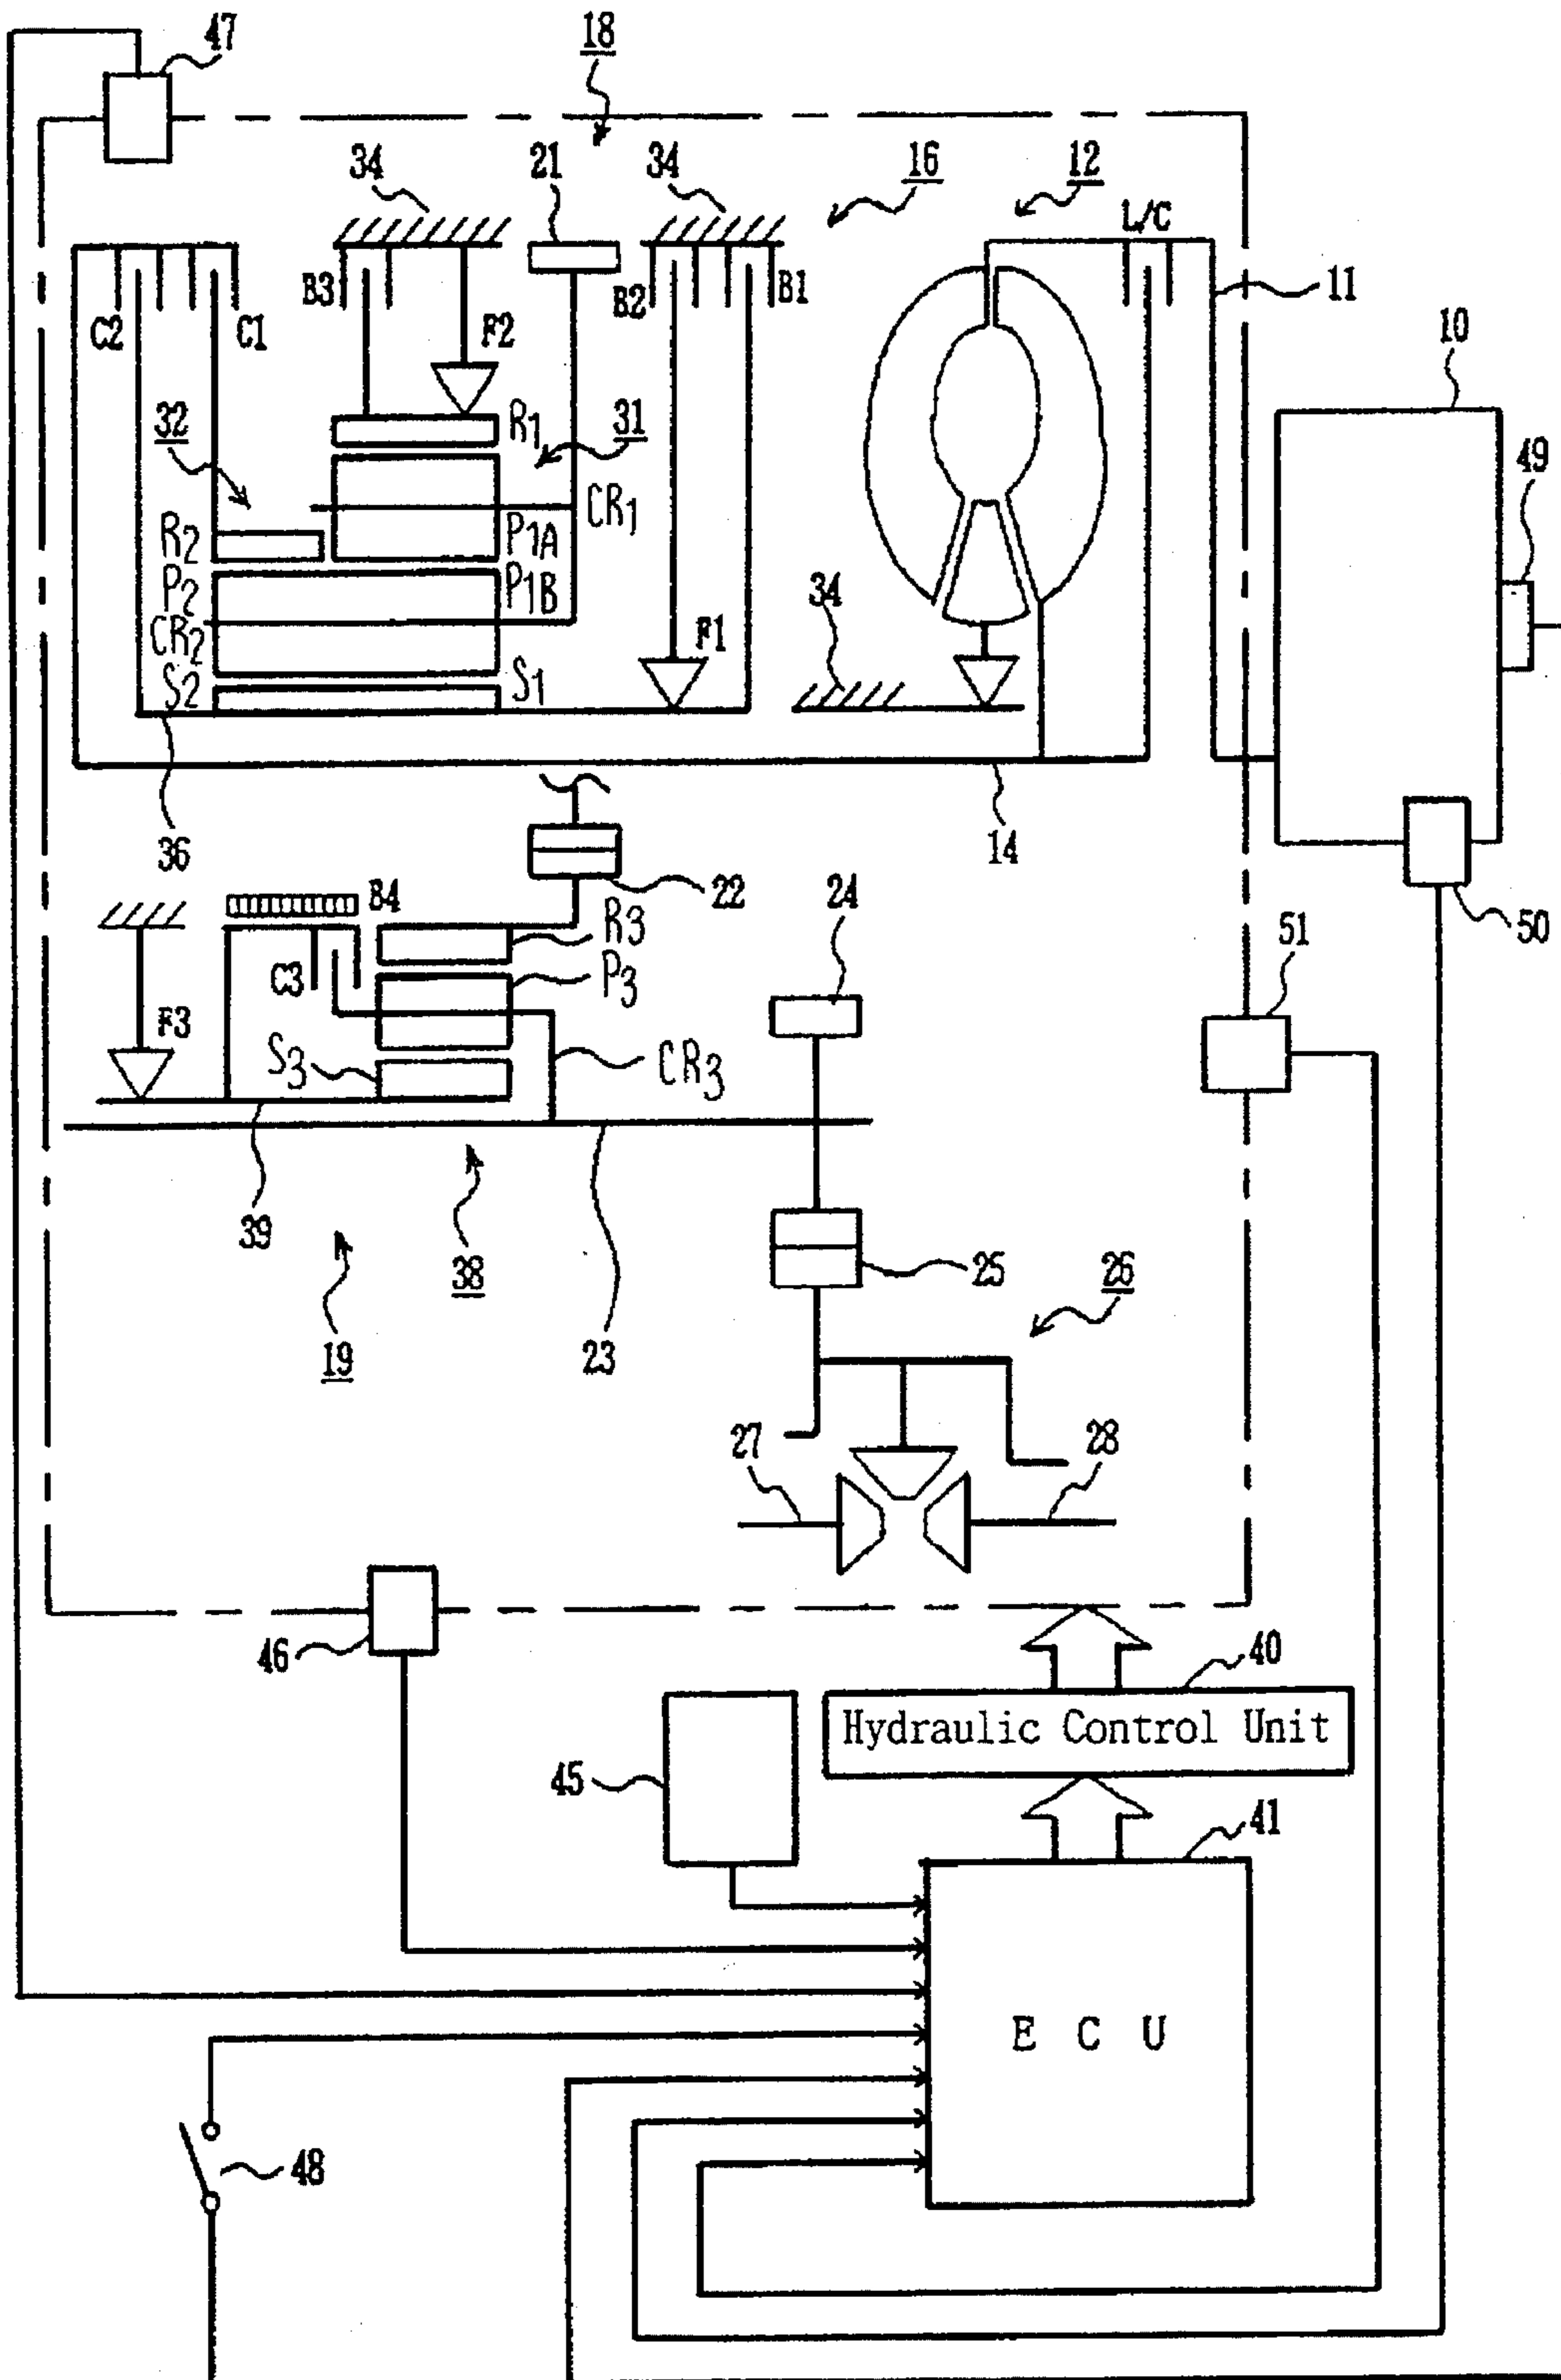 47
18
34
21
34
16
12
L/C
B3
B2
B1
11
C2
C1
F2
10
32
R1
31
49
CR1
R2
P1A
P2
P1B
34
CR2
F1
S2
S1
36
14
22
24
B4
R3
50
51
C3
P3
F3
S3
CR3
39
38
25
26
19
23
27
28
46
40
Hydraulic Control Unit
45
41
E C U
48